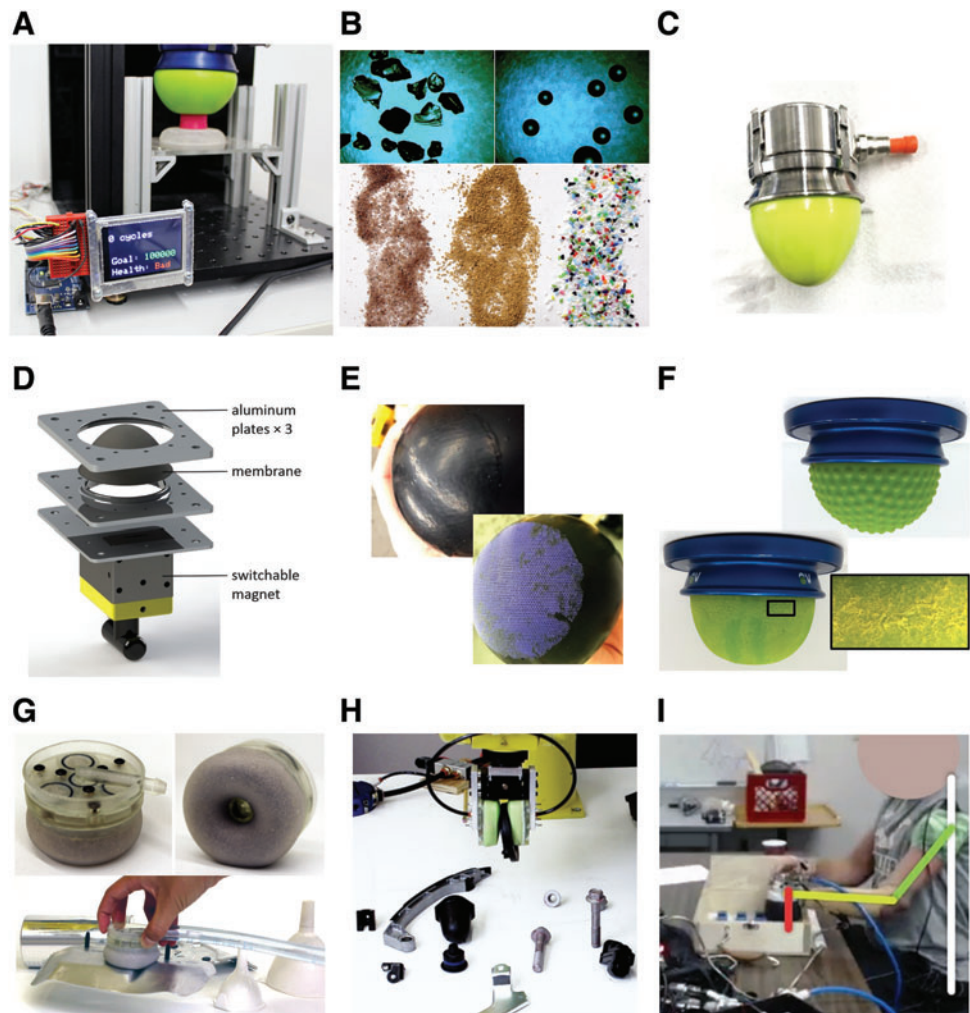 A
B
C
0 cycles
Goal: 100000
Health: Bad
D
E
F
aluminum
plates × 3
membrane
switchable
magnet
G
H
I